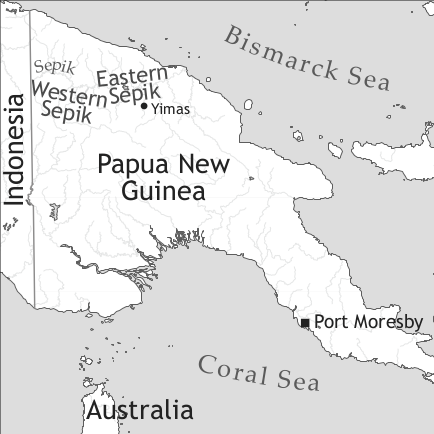 Bismarck Sea
Sepik
Eastern
Sepik
Western
Sepik
Yimas
Indonesia
Papua New
Guinea
Port Moresby
Coral Sea
Australia